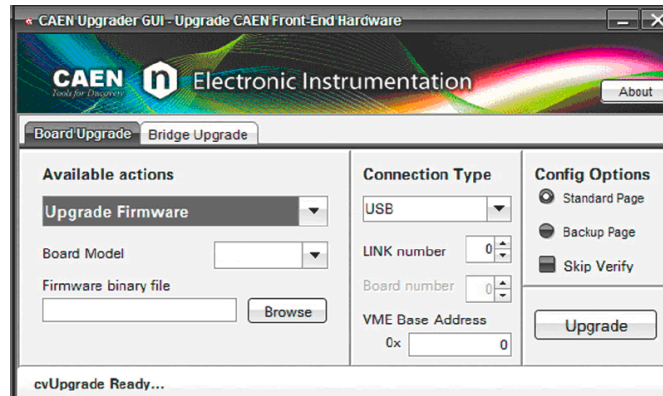 CAEN Upgrader GUI - Upgrade CAEN Front-End Hardware
CAEN n Electronic Instrumentation
Tools for Discovery
About
Board Upgrade Bridge Upgrade
Available actions
Upgrade Firmware
Board Model
Firmware binary file
Browse
Connection Type
USB
LINK number 0
Board number 0
VME Base Address
0x 0
Config Options
Standard Page
Backup Page
Skip Verify
Upgrade
cvUpgrade Ready...